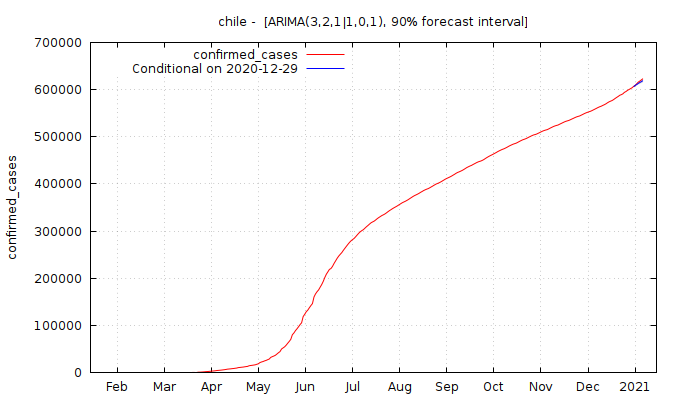 chile -  [ARIMA(3,2,1|1,0,1), 90% forecast interval]
700000
600000
500000
400000
300000
200000
100000
0
confirmed_cases
confirmed_cases
Conditional on 2020-12-29
Feb Mar Apr May Jun Jul Aug Sep Oct Nov Dec 2021